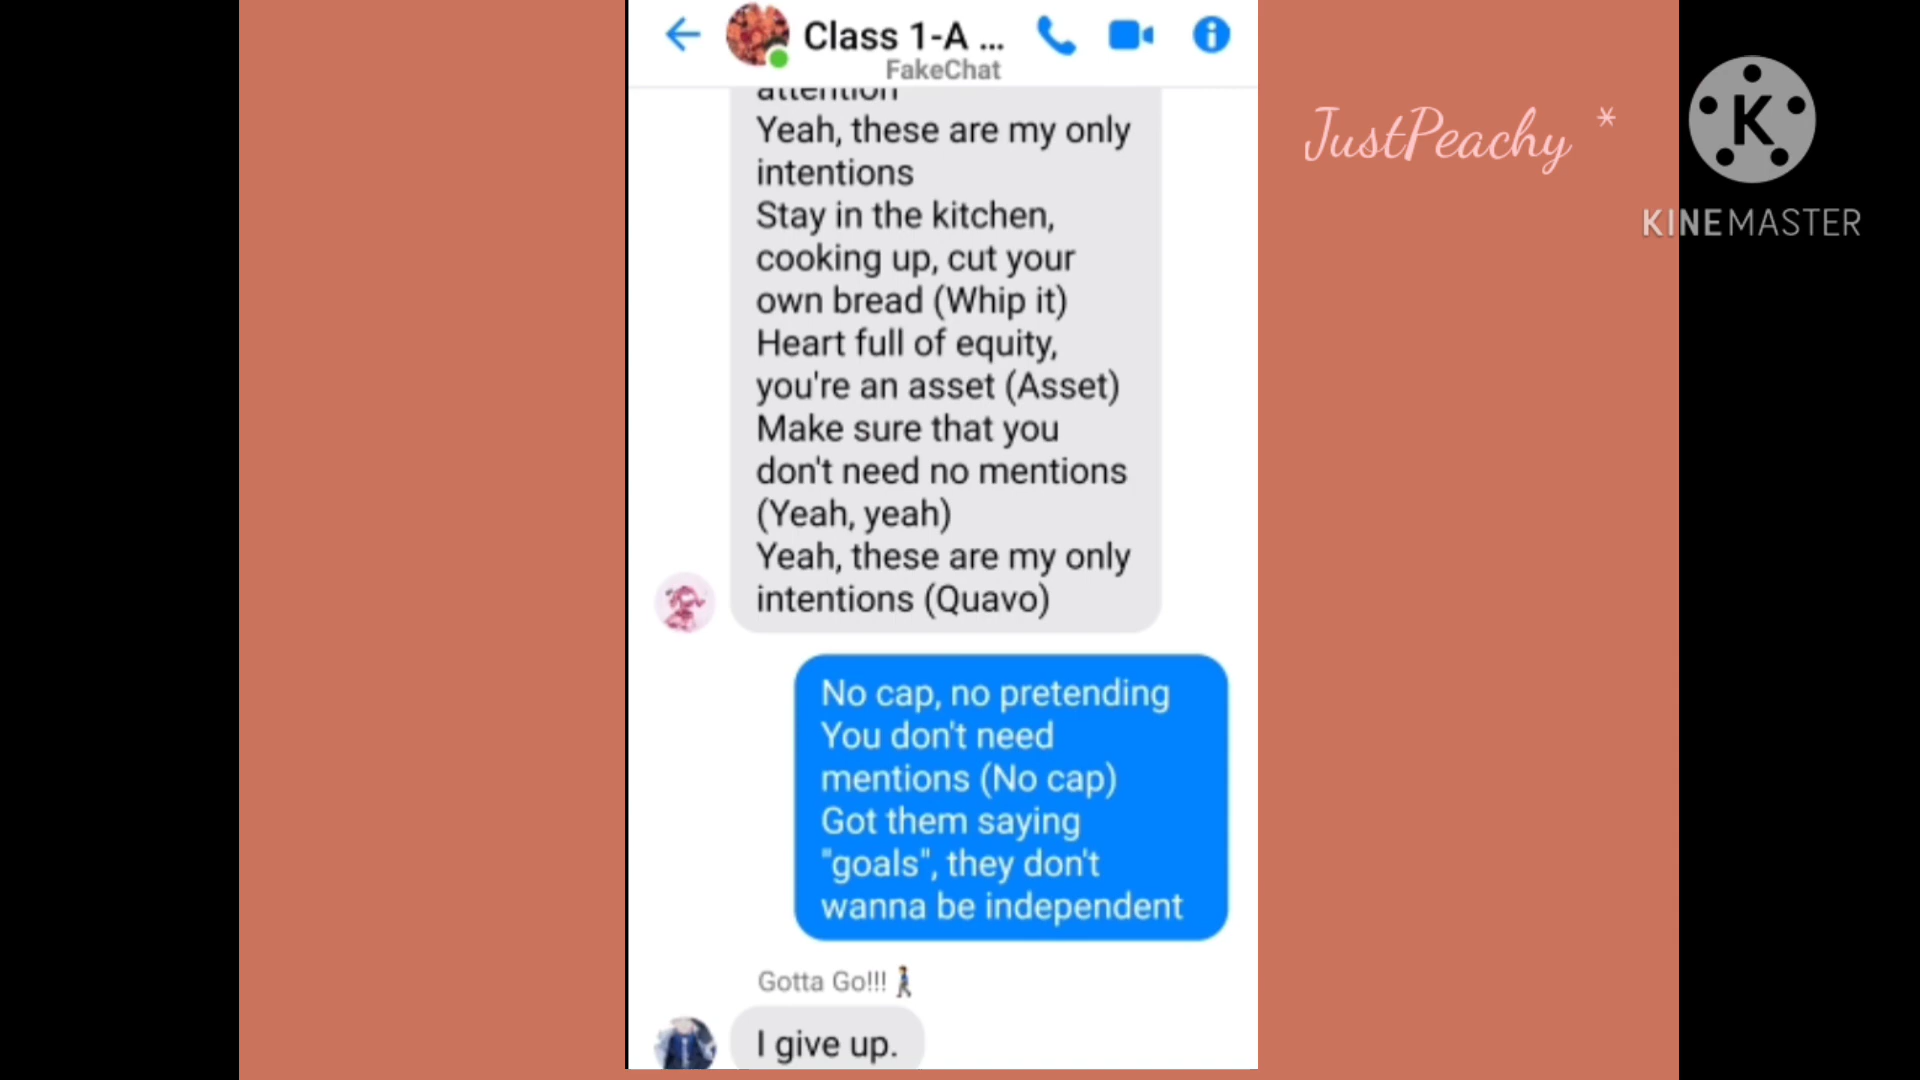 Class 1-A ...
FakeChat
attention
Yeah, these are my only
intentions
Stay in the kitchen,
cooking up, cut your
own bread (Whip it)
Heart full of equity,
you're an asset (Asset)
Make sure that you
don't need no mentions
(Yeah, yeah)
Yeah, these are my only
intentions (Quavo)
No cap, no pretending
You don't need
mentions (No cap)
Got them saying
"goals", they don't
wanna be independent
Gotta Go!!!🚶
I give up.
JustPeachy *
K
KINEMASTER